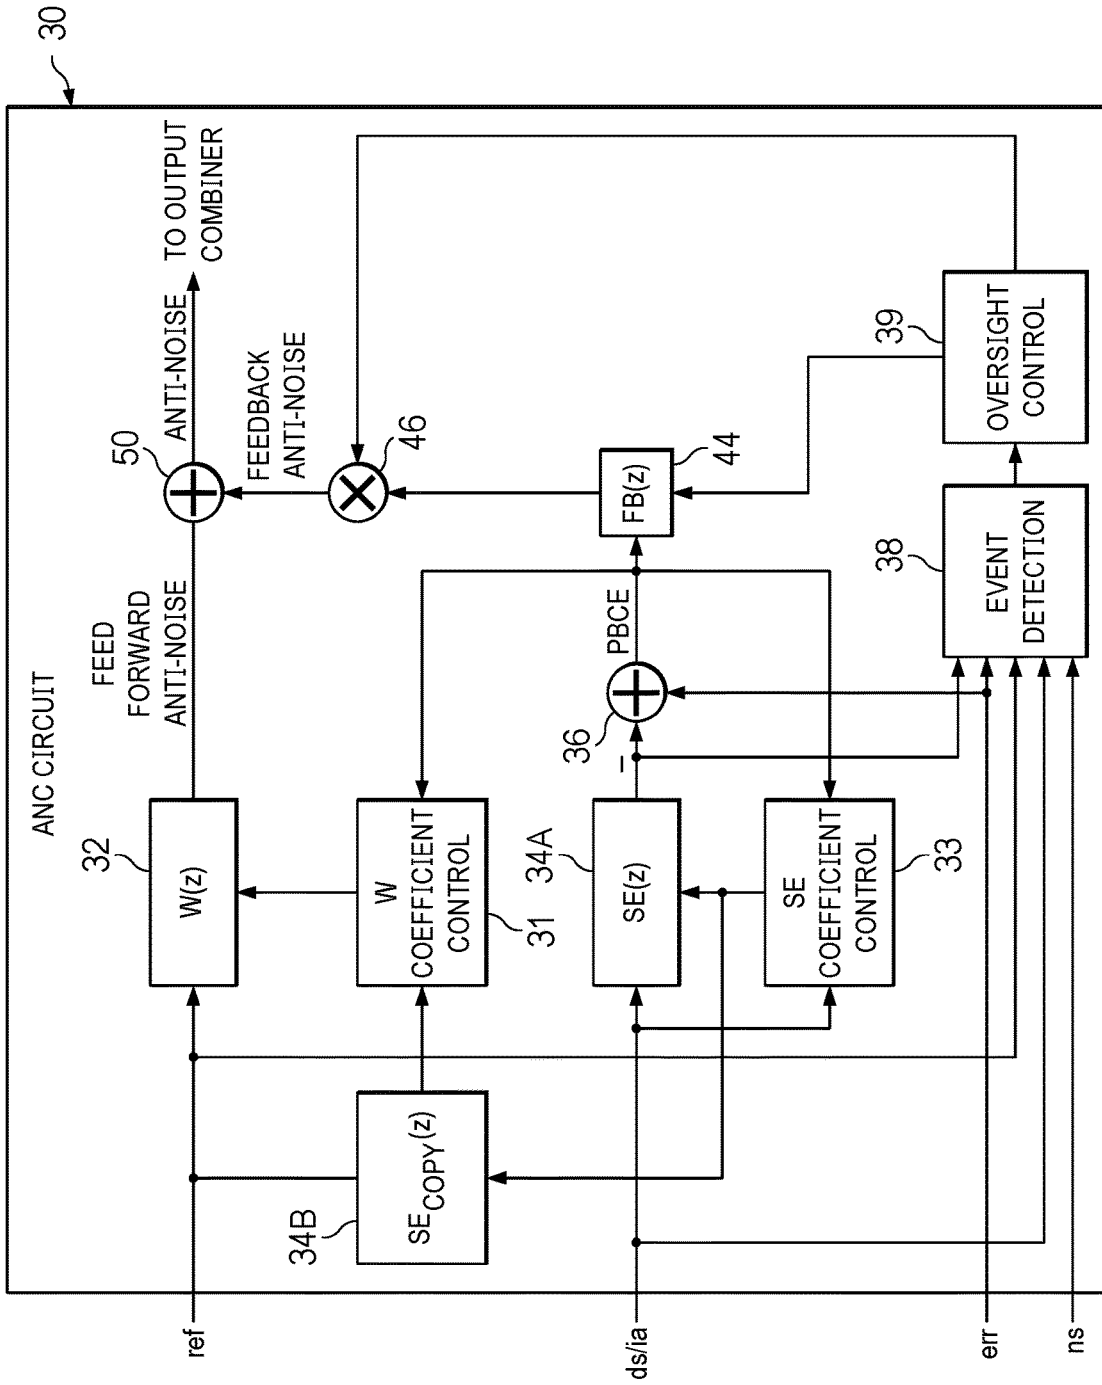 30
ANC CIRCUIT
ref
34B
SE COPY (z)
32
W(z)
FEED
FORWARD
ANTI-NOISE
50
ANTI-NOISE
TO OUTPUT
COMBINER
FEEDBACK
ANTI-NOISE
46
W
COEFFICIENT
CONTROL
31
ds/ia
34A
SE(z)
36
–
PBCE
FB(z)
44
SE
COEFFICIENT
CONTROL
33
38
EVENT
DETECTION
39
OVERSIGHT
CONTROL
err
ns